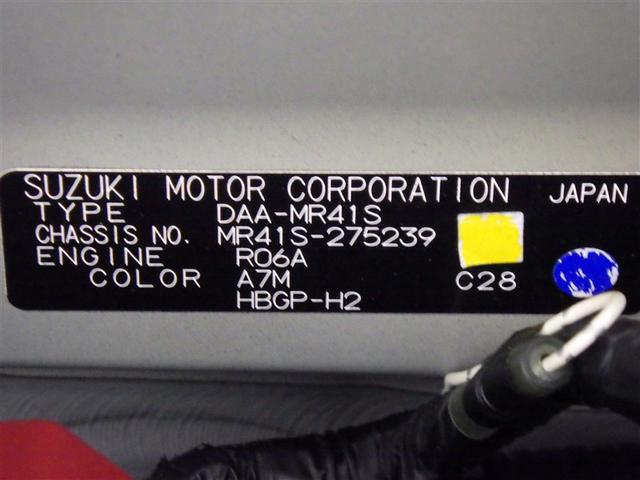 SUZUKI MOTOR CORPORATION JAPAN
TYPE DAA-MR41S
CHASSIS NO. MR41S-275239
ENGINE R06A
COLOR A7M C28
HBGP-H2